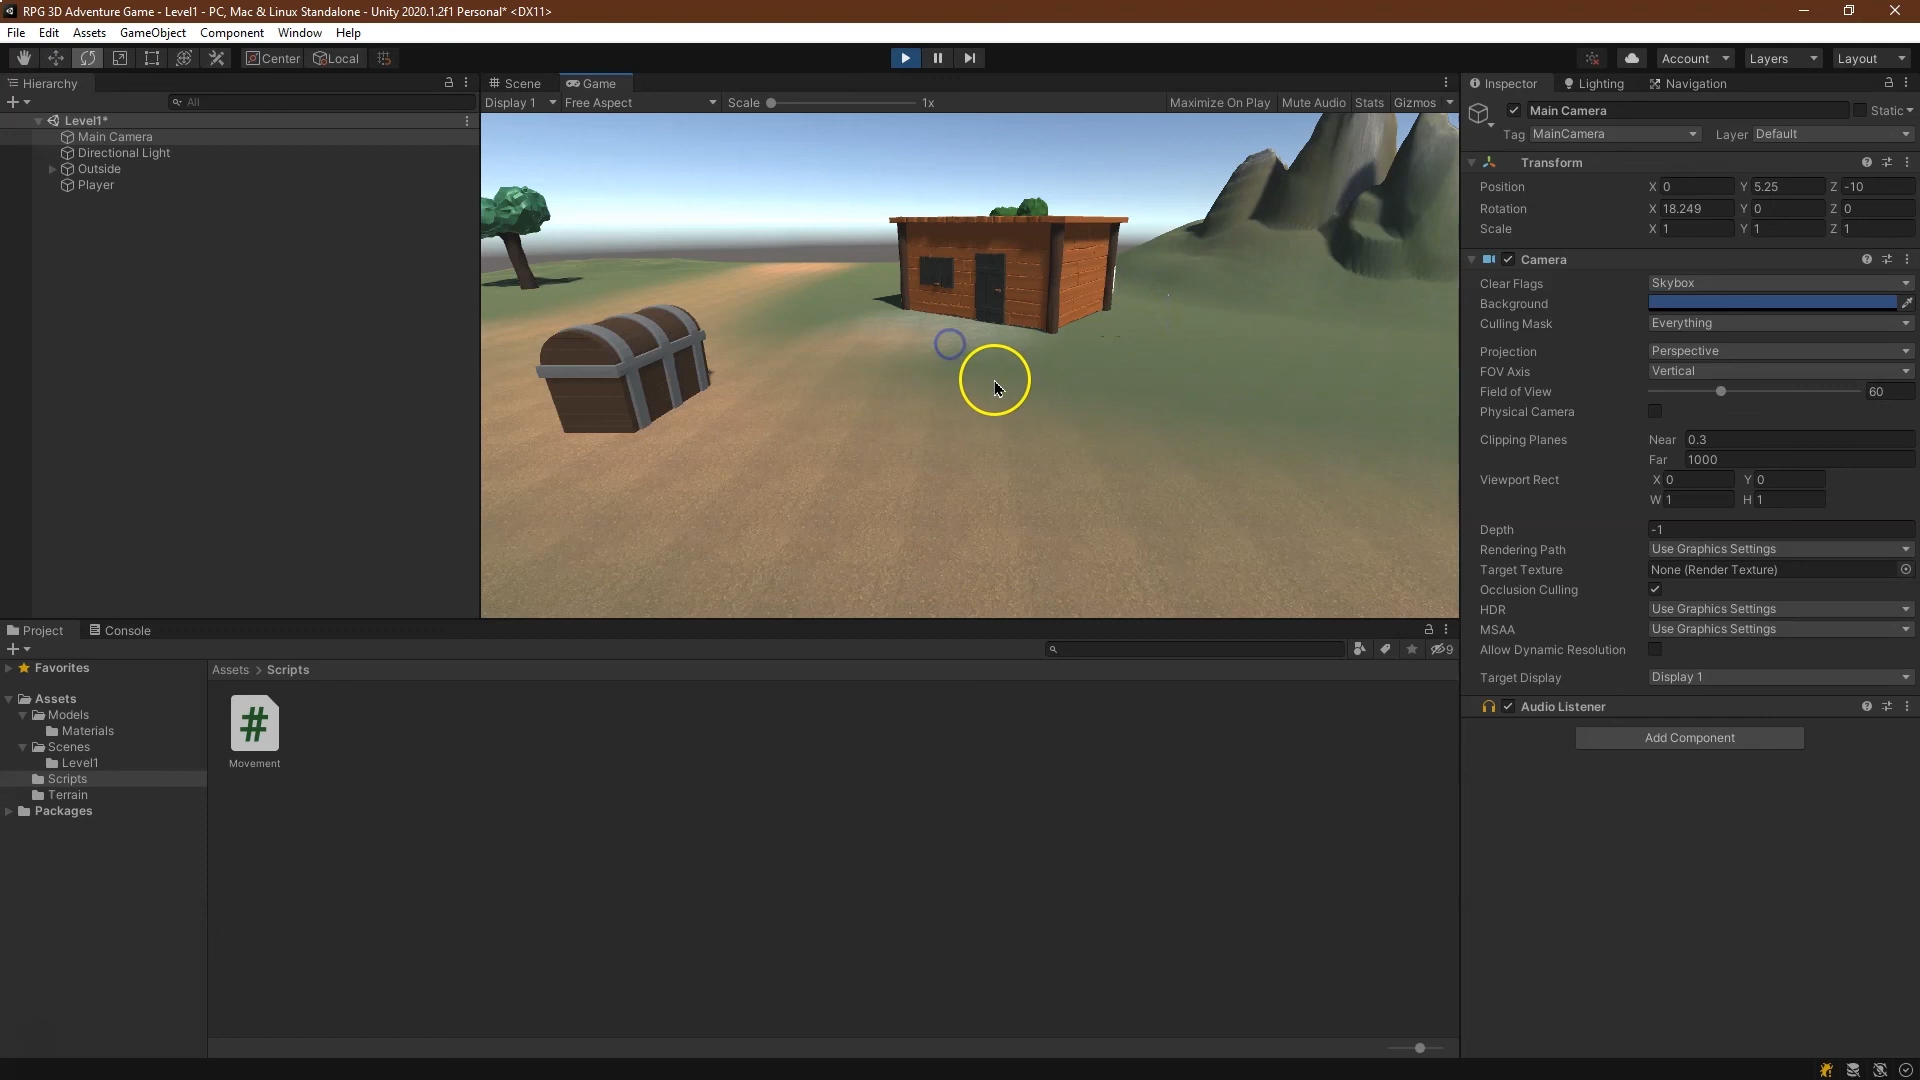 RPG 3D Adventure Game - Level1 - PC, Mac & Linux Standalone - Unity 2020.1.2f1 Personal* <DX11>
File Edit Assets GameObject Component Window Help
Center Local Account Layers Layout
Hierarchy
All
Level1*
Main Camera
Directional Light
Outside
Player
Scene Game
Display 1 Free Aspect Scale 1x Maximize On Play Mute Audio Stats Gizmos
Inspector Lighting Navigation
Main Camera Static
Tag MainCamera Layer Default
Transform
Position X 0 Y 5.25 Z -10
Rotation X 18.249 Y 0 Z 0
Scale X 1 Y 1 Z 1
Camera
Clear Flags Skybox
Background
Culling Mask Everything
Projection Perspective
FOV Axis Vertical
Field of View 60
Physical Camera
Clipping Planes Near 0.3
Far 1000
Viewport Rect X 0 Y 0
W 1 H 1
Depth -1
Rendering Path Use Graphics Settings
Target Texture None (Render Texture)
Occlusion Culling
HDR Use Graphics Settings
MSAA Use Graphics Settings
Allow Dynamic Resolution
Target Display Display 1
Audio Listener
Add Component
Project Console
9
Favorites
Assets
Models
Materials
Scenes
Level1
Scripts
Terrain
Packages
Assets > Scripts
#
Movement